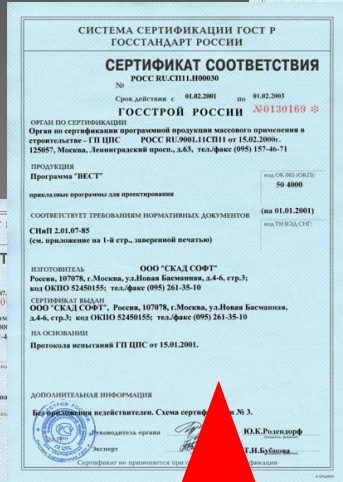 СИСТЕМА СЕРТИФИКАЦИИ ГОСТ Р
ГОССТАНДАРТ РОССИИ
СЕРТИФИКАТ СООТВЕТСТВИЯ
№ РОСС RU.СП11.Н00030
Срок действия с 01.02.2001 по 01.02.2003
ГОССТРОЙ РОССИИ №0130169 *
ОРГАН ПО СЕРТИФИКАЦИИ
Орган по сертификации программной продукции массового применения в
строительстве - ГП ЦПС РОСС RU.9001.11СП11 от 15.02.2000г.
125057, Москва, Ленинградский просп., д.63, тел./факс (095) 157-46-71
ПРОДУКЦИЯ
Программа "ВЕСТ"
код ОК 005 (ОКП):
50 4000
прикладные программы для проектирования
СООТВЕТСТВУЕТ ТРЕБОВАНИЯМ НОРМАТИВНЫХ ДОКУМЕНТОВ (на 01.01.2001)
код ТН ВЭД СНГ:
СНиП 2.01.07-85
(см. приложение на 1-й стр., заверенной печатью)
ИЗГОТОВИТЕЛЬ ООО "СКАД СОФТ"
Россия, 107078, г.Москва, ул.Новая Басманная, д.4-6, стр.3;
код ОКПО 52450155; тел./факс (095) 261-35-10
СЕРТИФИКАТ ВЫДАН
ООО "СКАД СОФТ", Россия, 107078, г.Москва, ул.Новая Басманная,
д.4-6, стр.3; код ОКПО 52450155; тел./факс (095) 261-35-10
НА ОСНОВАНИИ
Протокола испытаний ГП ЦПС от 15.01.2001.
ДОПОЛНИТЕЛЬНАЯ ИНФОРМАЦИЯ
Без приложения недействителен. Схема сертификации № 3.
Руководитель органа Ю.К.Розендорф
Эксперт Т.Н.Бубнова
Сертификат не применяется при сертификации